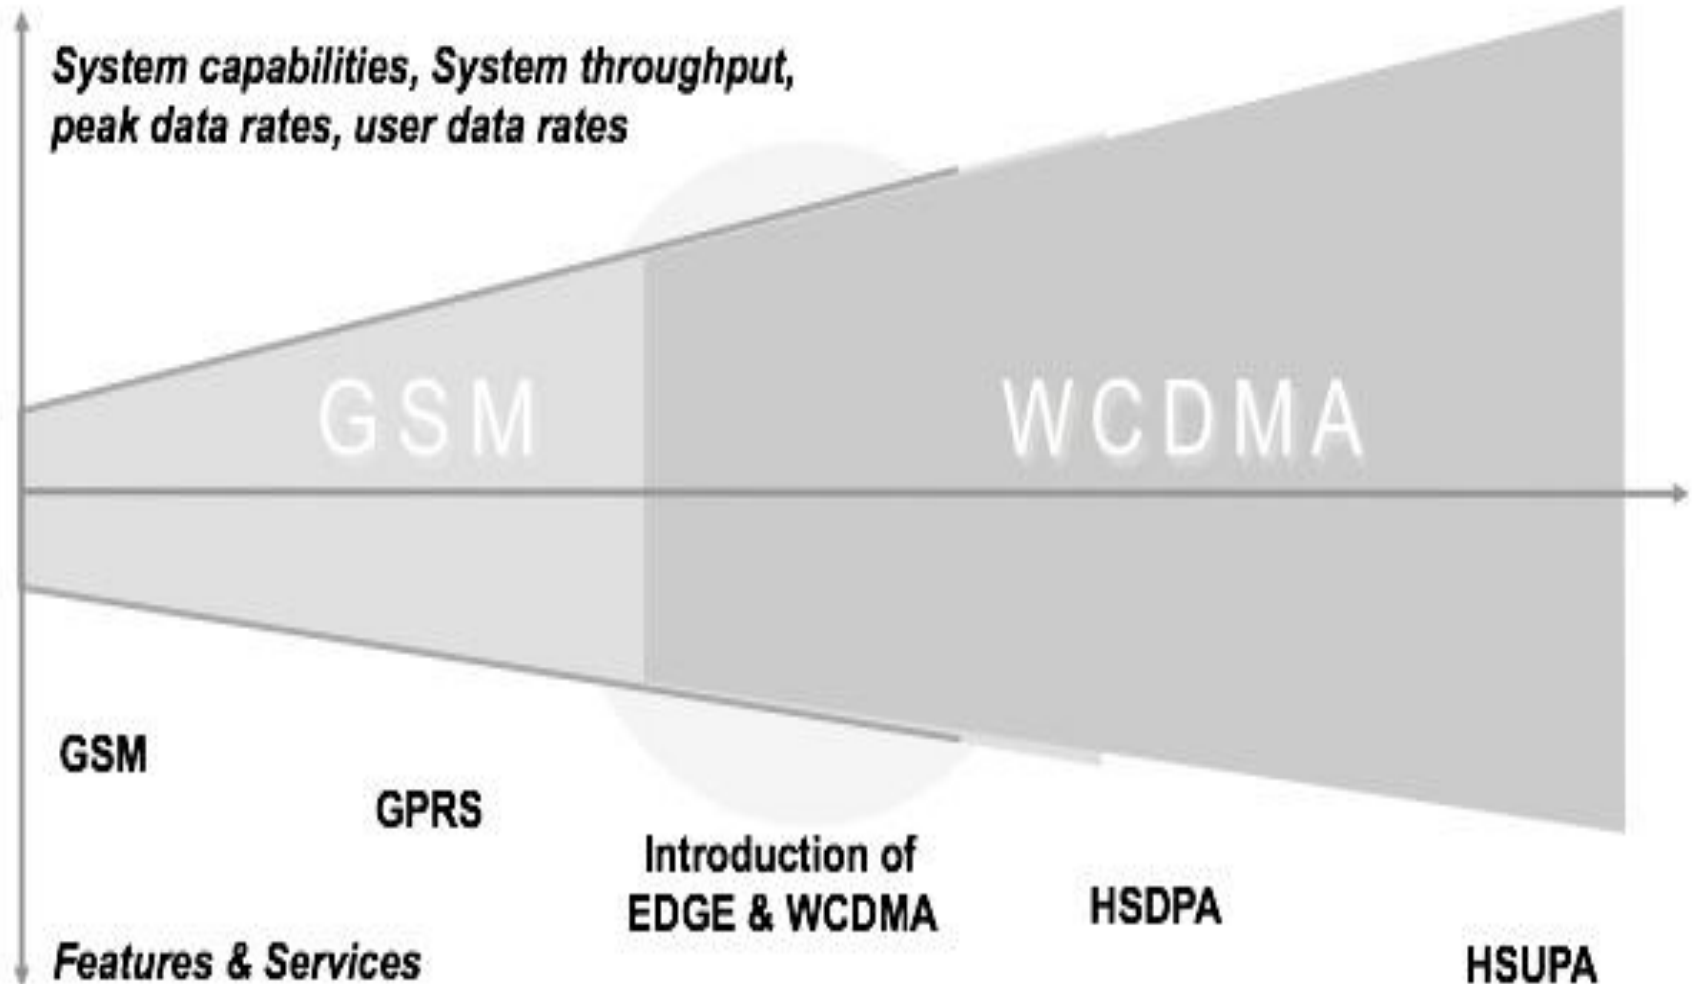 System capabilities, System throughput,
peak data rates, user data rates
GSM
WCDMA
GSM
GPRS
Introduction of
EDGE & WCDMA
HSDPA
HSUPA
Features & Services